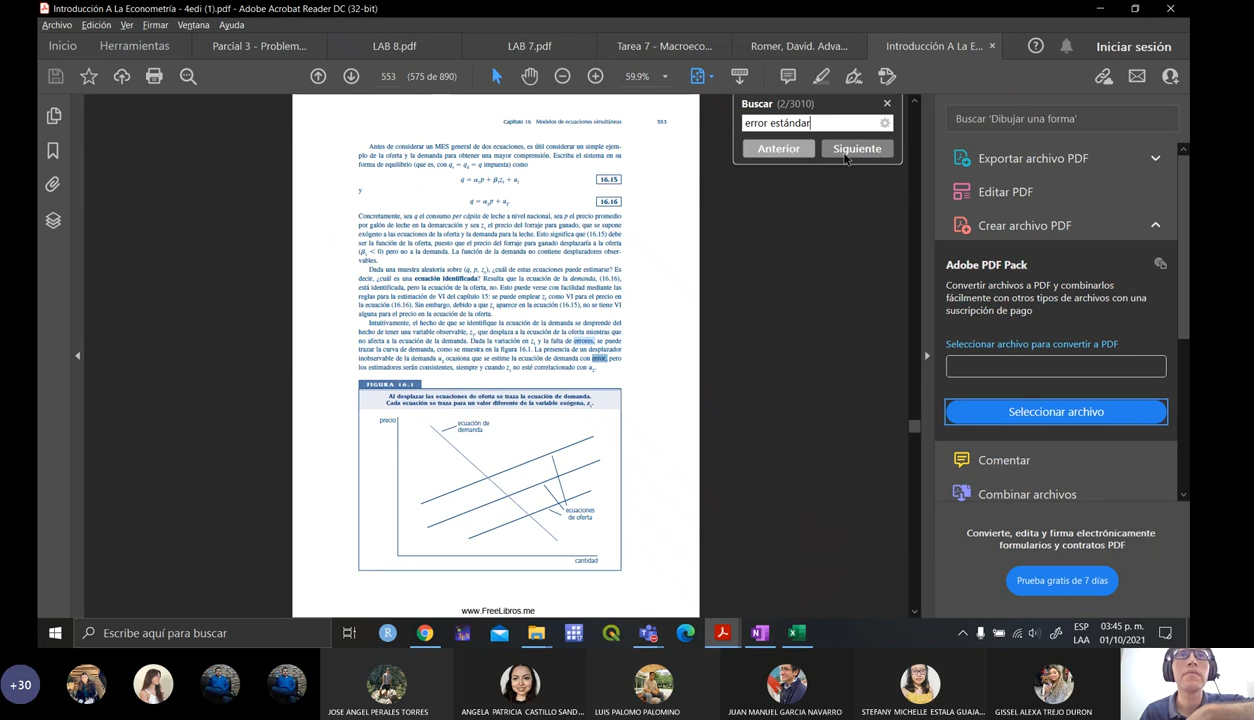 Introducción A La Econometría - 4edi (1).pdf - Adobe Acrobat Reader DC (32-bit)
Archivo Edición Ver Firmar Ventana Ayuda
Inicio Herramientas Parcial 3 - Problem... LAB 8.pdf LAB 7.pdf Tarea 7 - Macroeco... Romer, David. Adva... Introducción A La E... Iniciar sesión
553 (575 de 890) 59.9%
Buscar (2/3010)
error estándar
Anterior Siguiente
Capítulo 16 Modelos de ecuaciones simultáneas 553
Antes de considerar un MES general de dos ecuaciones, es útil considerar un simple ejem-
plo de la oferta y la demanda para obtener una mayor comprensión. Escriba el sistema en su
forma de equilibrio (que es, con qs = qd = q impuesta) como
q = α1p + β1z1 + u1 16.15
y
q = α2p + u2. 16.16
Concretamente, sea q el consumo per cápita de leche a nivel nacional, sea p el precio promedio
por galón de leche en la demarcación y sea z1 el precio del forraje para ganado, que se supone
exógeno a las ecuaciones de la oferta y la demanda para la leche. Esto significa que (16.15) debe
ser la función de la oferta, puesto que el precio del forraje para ganado desplazaría a la oferta
(β1 < 0) pero no a la demanda. La función de la demanda no contiene desplazadores obser-
vables.
Dada una muestra aleatoria sobre (q, p, z1), ¿cuál de estas ecuaciones puede estimarse? Es
decir, ¿cuál es una ecuación identificada? Resulta que la ecuación de la demanda, (16.16),
está identificada, pero la ecuación de la oferta, no. Esto puede verse con facilidad mediante las
reglas para la estimación de VI del capítulo 15: se puede emplear z1 como VI para el precio en
la ecuación (16.16). Sin embargo, debido a que z1 aparece en la ecuación (16.15), no se tiene VI
alguna para el precio en la ecuación de la oferta.
Intuitivamente, el hecho de que se identifique la ecuación de la demanda se desprende del
hecho de tener una variable observable, z1, que desplaza a la ecuación de la oferta mientras que
no afecta a la ecuación de la demanda. Dada la variación en z1 y la falta de errores, se puede
trazar la curva de demanda, como se muestra en la figura 16.1. La presencia de un desplazador
inobservable de la demanda u2 ocasiona que se estime la ecuación de demanda con error, pero
los estimadores serán consistentes, siempre y cuando z1 no esté correlacionado con u2.
FIGURA 16.1
Al desplazar las ecuaciones de oferta se traza la ecuación de demanda.
Cada ecuación se traza para un valor diferente de la variable exógena, z1.
precio
ecuación de
demanda
ecuaciones
de oferta
cantidad
www.FreeLibros.me
Buscar 'Dibujar una forma'
Exportar archivo PDF
Editar PDF
Crear archivo PDF
Adobe PDF Pack
Convertir archivos a PDF y combinarlos
fácilmente con otros tipos de archivos con una
suscripción de pago
Seleccionar archivo para convertir a PDF
Seleccionar archivo
Comentar
Combinar archivos
Convierte, edita y firma electrónicamente
formularios y contratos PDF
Prueba gratis de 7 días
Escribe aquí para buscar
ESP
LAA
03:45 p. m.
01/10/2021
+30
JOSE ANGEL PERALES TORRES
ANGELA PATRICIA CASTILLO SAND...
LUIS PALOMO PALOMINO
JUAN MANUEL GARCIA NAVARRO
STEFANY MICHELLE ESTALA GUAJA...
GISSEL ALEXA TREJO DURON